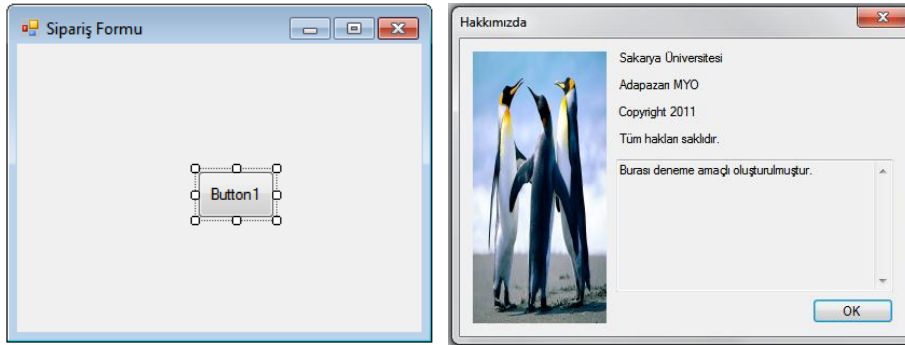 Sipariş Formu
Button1
Hakkımızda
Sakarya Üniversitesi
Adapazarı MYO
Copyright 2011
Tüm hakları saklıdır.
Burası deneme amaçlı oluşturulmuştur.
OK